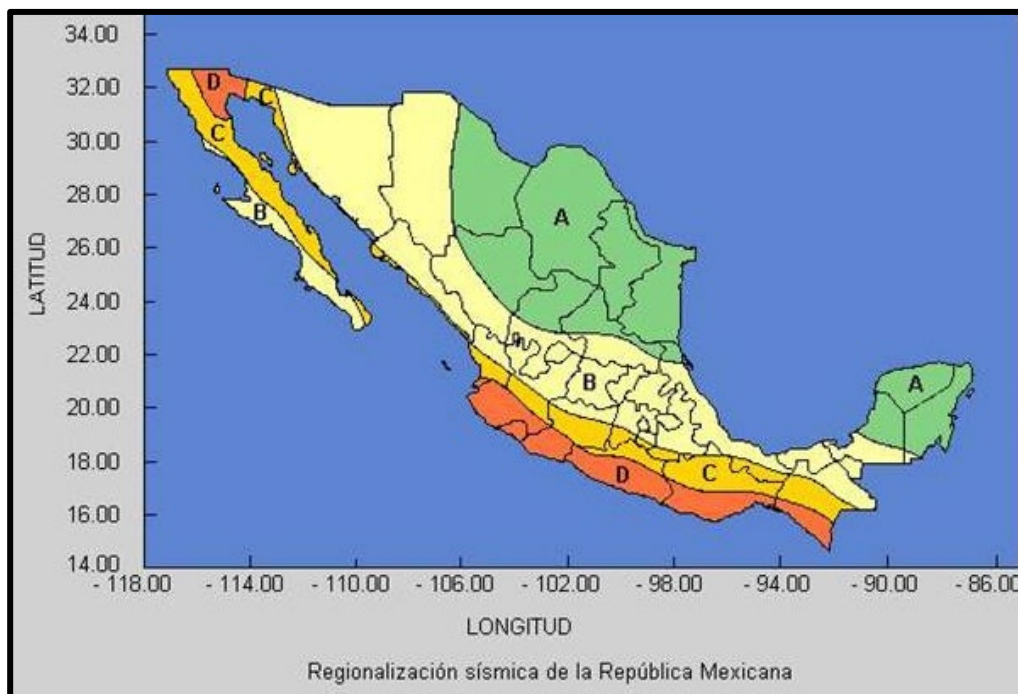 34.00
32.00
30.00
28.00
26.00
24.00
22.00
20.00
18.00
16.00
14.00
LATITUD
D
C
C
B
A
A
B
C
D
- 118.00 - 114.00 - 110.00 - 106.00 - 102.00 - 98.00 - 94.00 - 90.00 - 86.00
LONGITUD
Regionalización sísmica de la República Mexicana